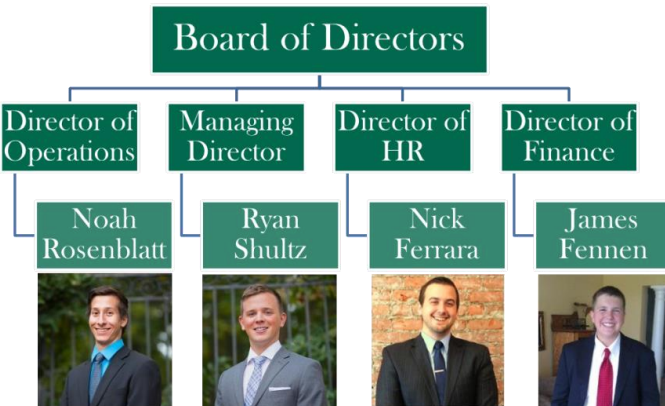 Board of Directors
Director of
Operations
Managing
Director
Director of
HR
Director of
Finance
Noah
Rosenblatt
Ryan
Shultz
Nick
Ferrara
James
Fennen